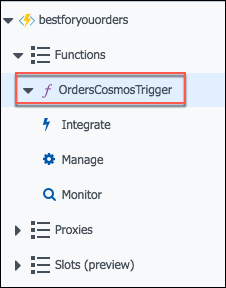 bestforyouorders
Functions
f OrdersCosmosTrigger
Integrate
Manage
Monitor
Proxies
Slots (preview)